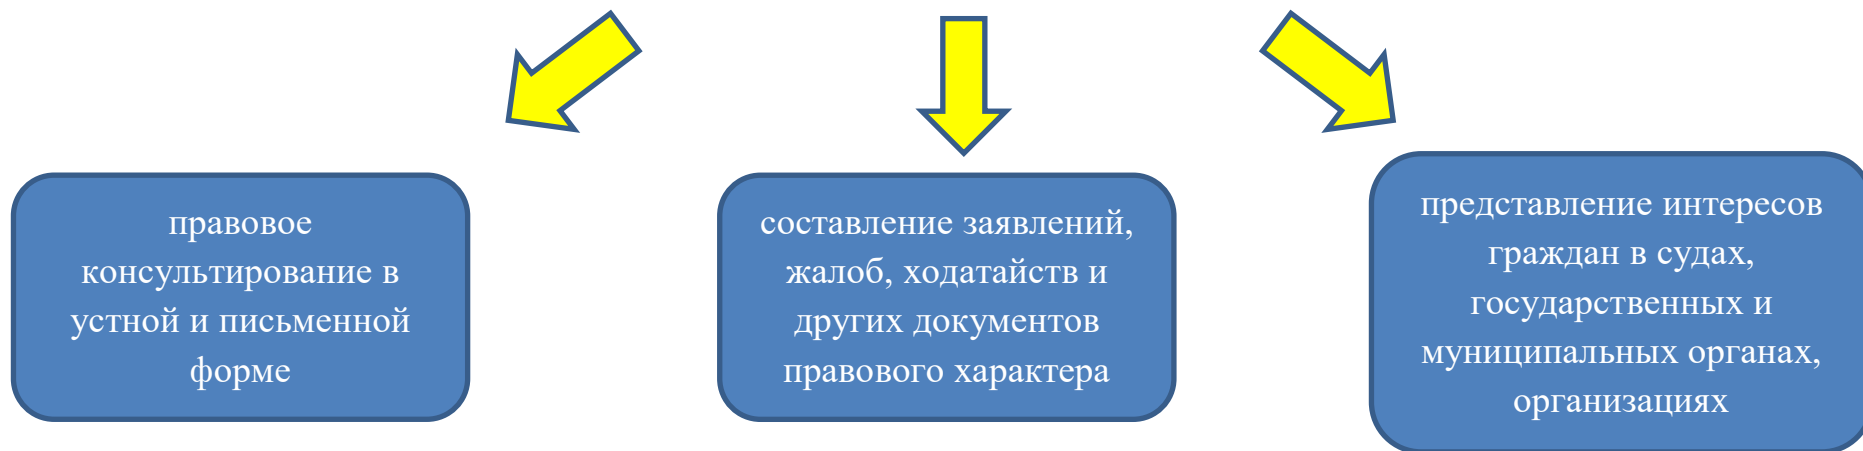 правовое
консультирование в
устной и письменной
форме
составление заявлений,
жалоб, ходатайств и
других документов
правового характера
представление интересов
граждан в судах,
государственных и
муниципальных органах,
организациях